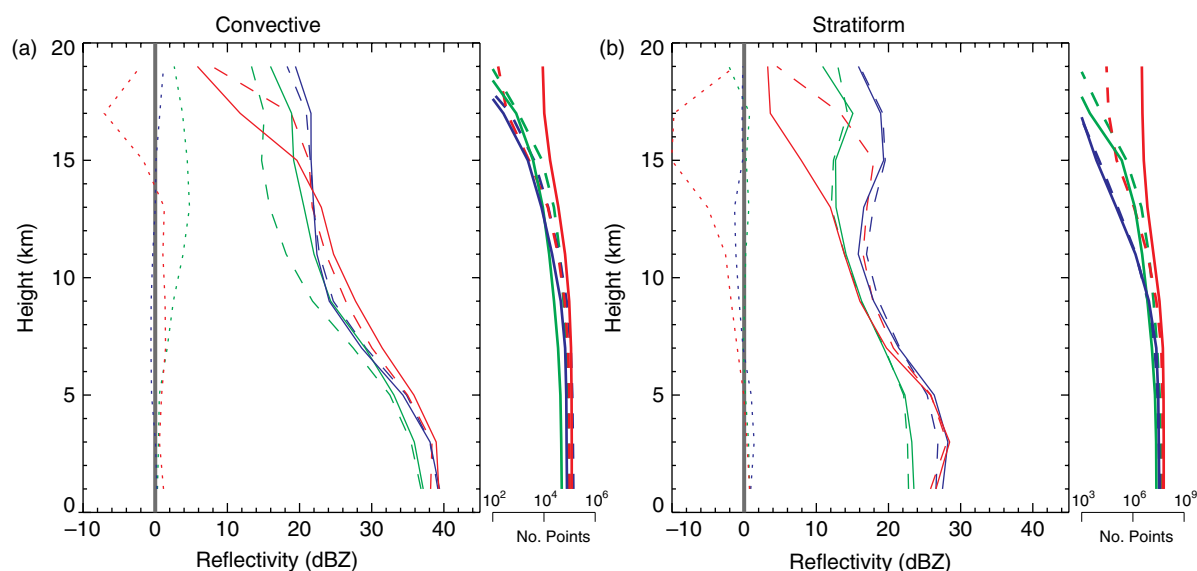 Convective
Stratiform
(a)
(b)
20
15
10
5
0
Height (km)
−10 0 10 20 30 40
Reflectivity (dBZ)
10² 10⁴ 10⁶
No. Points
20
15
10
5
0
Height (km)
−10 0 10 20 30 40
Reflectivity (dBZ)
10³ 10⁶ 10⁹
No. Points